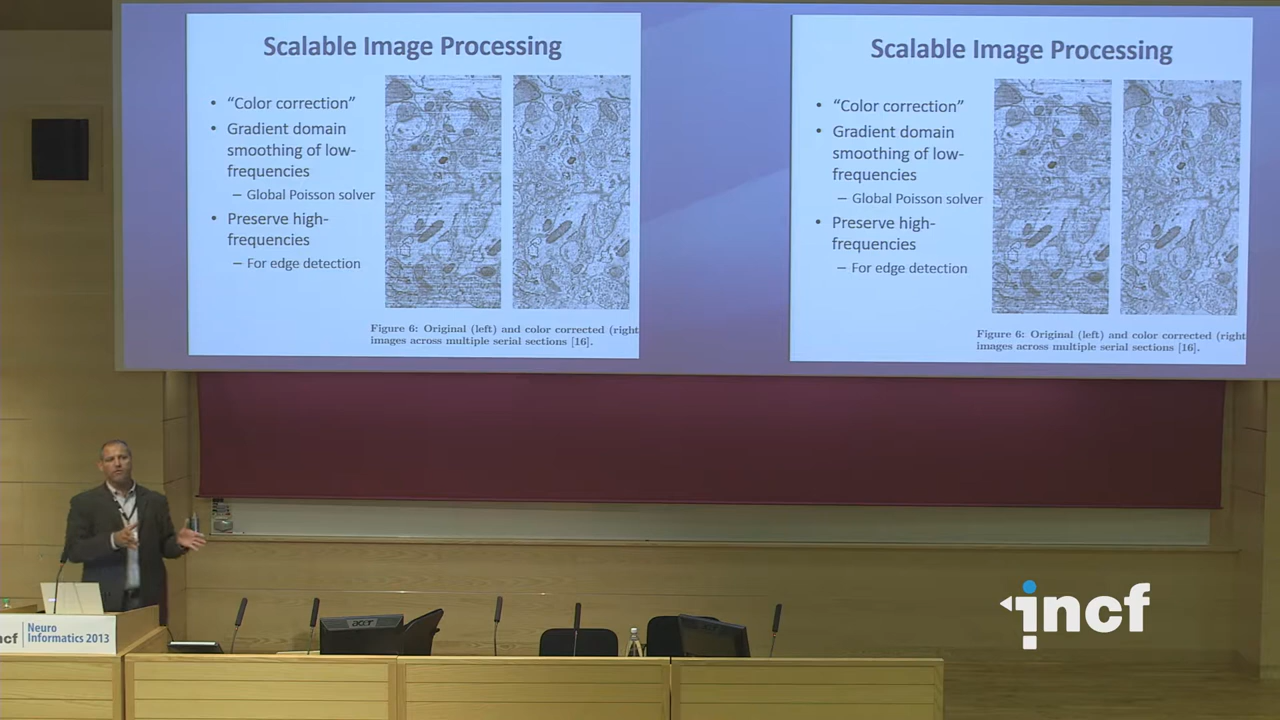 Scalable Image Processing
• “Color correction”
• Gradient domain
smoothing of low-
frequencies
– Global Poisson solver
• Preserve high-
frequencies
– For edge detection
Figure 6: Original (left) and color corrected (right
images across multiple serial sections [16].
Scalable Image Processing
• “Color correction”
• Gradient domain
smoothing of low-
frequencies
– Global Poisson solver
• Preserve high-
frequencies
– For edge detection
Figure 6: Original (left) and color corrected (right
images across multiple serial sections [16].
ncf
Neuro
Informatics 2013
acer
incf